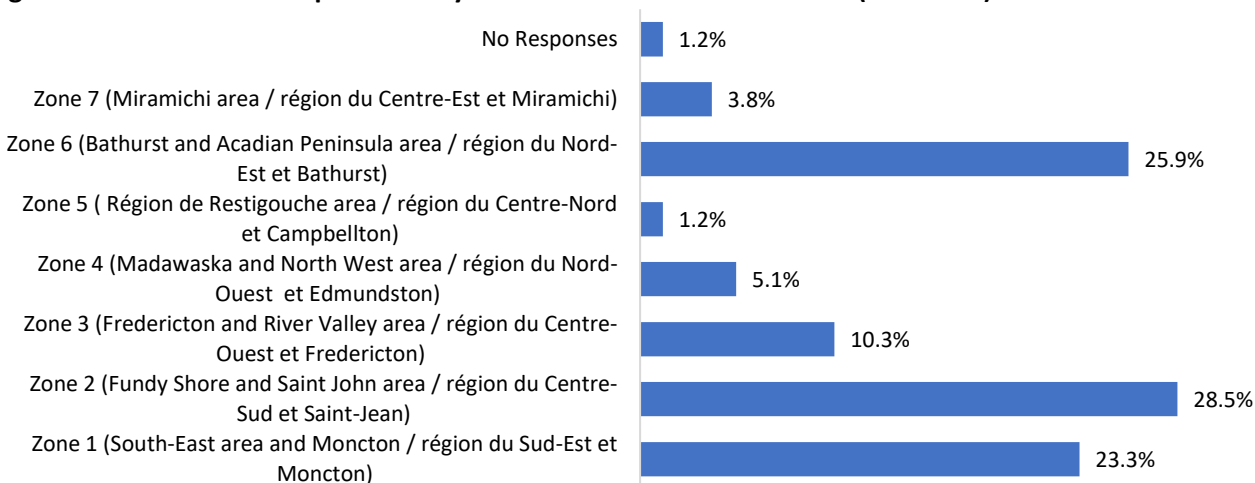 No Responses
1.2%
Zone 7 (Miramichi area / région du Centre-Est et Miramichi)
3.8%
Zone 6 (Bathurst and Acadian Peninsula area / région du Nord-
Est et Bathurst)
25.9%
Zone 5 ( Région de Restigouche area / région du Centre-Nord
et Campbellton)
1.2%
Zone 4 (Madawaska and North West area / région du Nord-
Ouest et Edmundston)
5.1%
Zone 3 (Fredericton and River Valley area / région du Centre-
Ouest et Fredericton)
10.3%
Zone 2 (Fundy Shore and Saint John area / région du Centre-
Sud et Saint-Jean)
28.5%
Zone 1 (South-East area and Moncton / région du Sud-Est et
Moncton)
23.3%